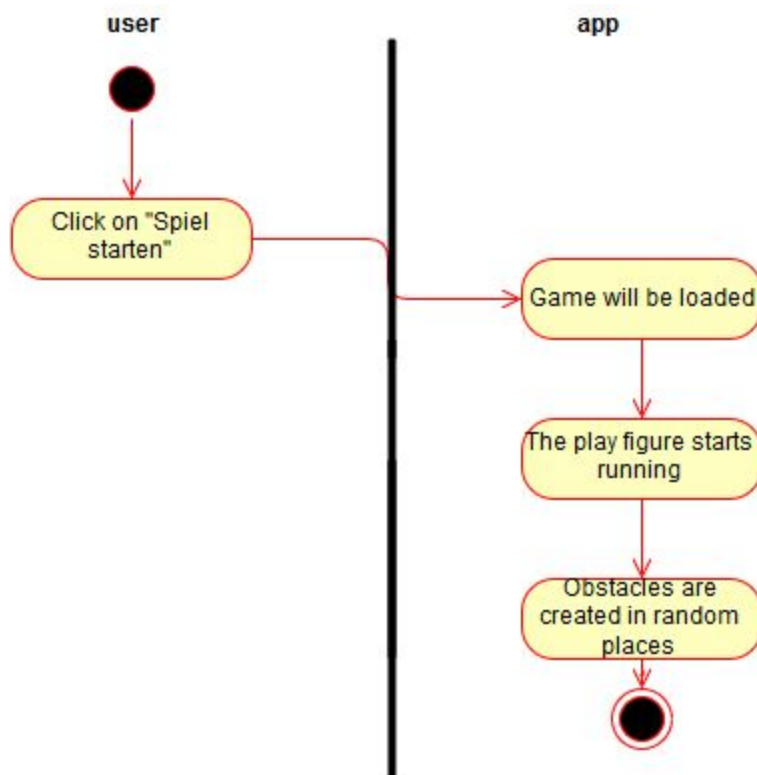 user
app
Click on "Spiel
starten"
Game will be loaded
The play figure starts
running
Obstacles are
created in random
places